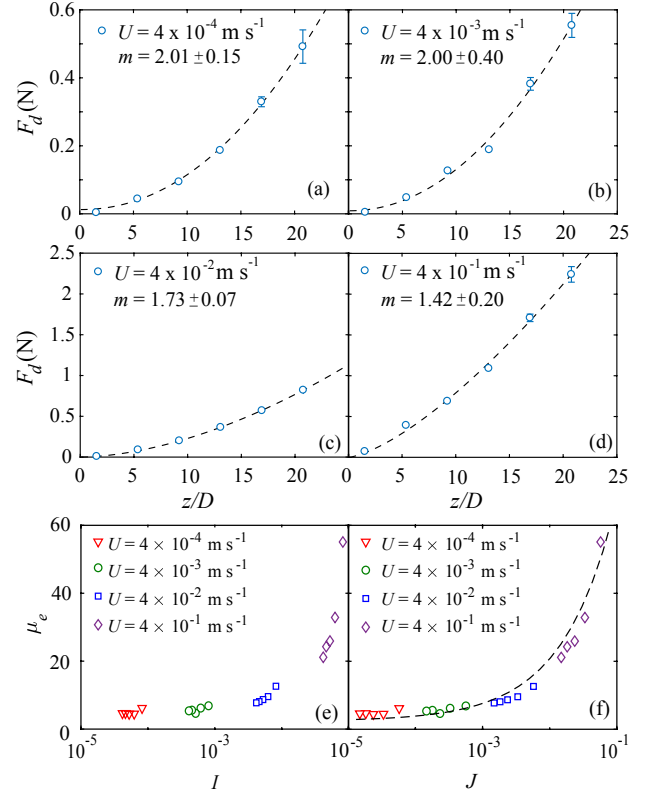 0.6
0.4
0.2
0
F_d(N)
U = 4 x 10^-4 m s^-1
m = 2.01±0.15
(a)
0 5 10 15 20
U = 4 x 10^-3 m s^-1
m = 2.00±0.40
(b)
0 5 10 15 20 25
2.5
2
1.5
1
0.5
0
F_d(N)
U = 4 x 10^-2 m s^-1
m = 1.73±0.07
(c)
0 5 10 15 20
z/D
U = 4 x 10^-1 m s^-1
m = 1.42±0.20
(d)
0 5 10 15 20 25
z/D
60
40
20
0
μ_e
U = 4 × 10^-4 m s^-1
U = 4 × 10^-3 m s^-1
U = 4 × 10^-2 m s^-1
U = 4 × 10^-1 m s^-1
(e)
10^-5 10^-3 10^-5
I
U = 4 × 10^-4 m s^-1
U = 4 × 10^-3 m s^-1
U = 4 × 10^-2 m s^-1
U = 4 × 10^-1 m s^-1
(f)
10^-3 10^-1
J